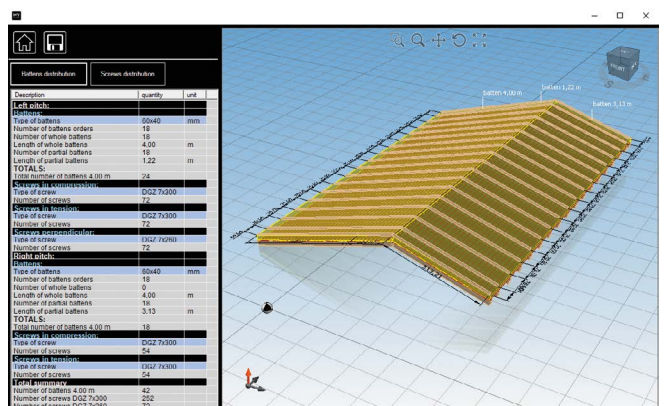 Battens distribution Screws distribution
Description quantity unit
Left pitch:
Battens:
Type of battens 60x40 mm
Number of battens orders 18
Number of whole battens 18
Length of whole battens 4,00 m
Number of partial battens 18
Length of partial battens 1.22 m
TOTALS:
Total number of battens 4.00 m 24
Screws in compression:
Type of screw DGZ 7x300
Number of screws 72
Screws in tension:
Type of screw DGZ 7x300
Number of screws 72
Screws perpendicular:
Type of screw DGZ 7x260
Number of screws 72
Right pitch:
Battens:
Type of battens 60x40 mm
Number of battens orders 18
Number of whole battens 0
Length of whole battens 4,00 m
Number of partial battens 18
Length of partial battens 3.13 m
TOTALS:
Total number of battens 4.00 m 18
Screws in compression:
Type of screw DGZ 7x300
Number of screws 54
Screws in tension:
Type of screw DGZ 7x300
Number of screws 54
Total summary
Number of battens 4.00 m 42
Number of screws DGZ 7x300 252
Number of screws DGZ 7x260 72
batten 4,00 m
batten 1,22 m
batten 3,13 m
FRONT